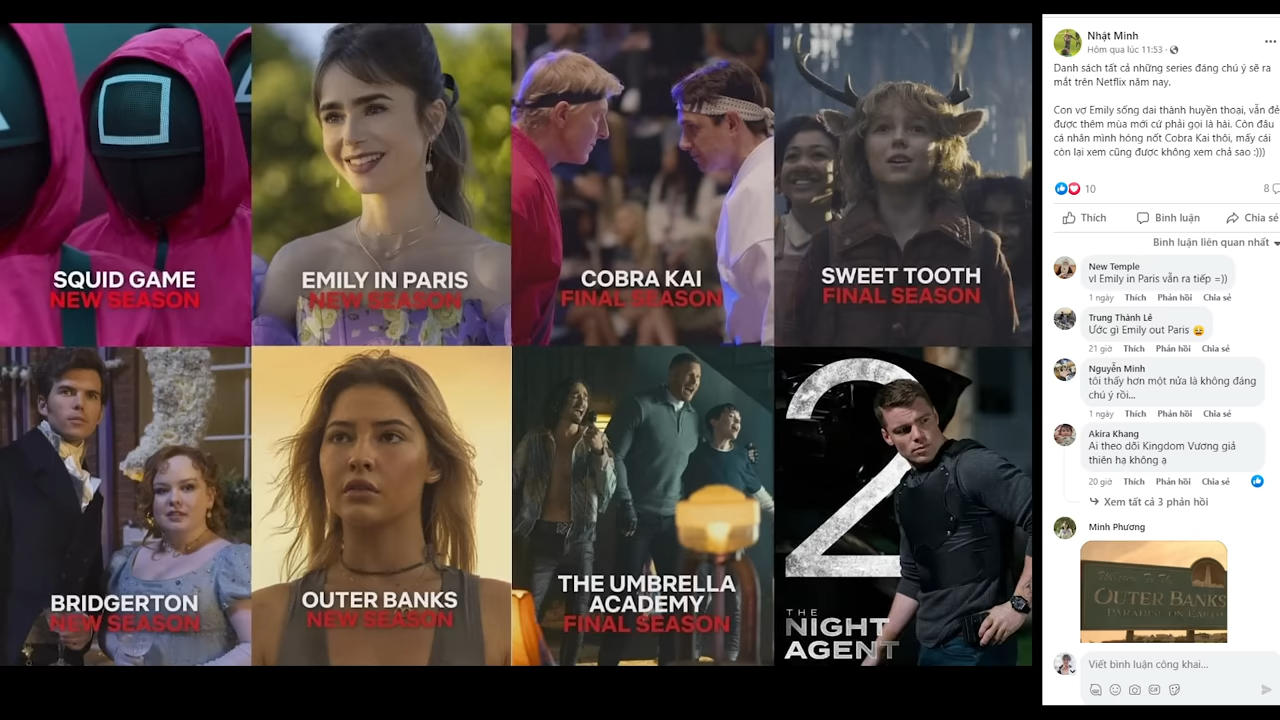 SQUID GAME
NEW SEASON
EMILY IN PARIS
NEW SEASON
COBRA KAI
FINAL SEASON
SWEET TOOTH
FINAL SEASON
BRIDGERTON
NEW SEASON
OUTER BANKS
NEW SEASON
THE UMBRELLA
ACADEMY
FINAL SEASON
2
THE
NIGHT
AGENT
Nhật Minh
Hôm qua lúc 11:53 ·
Danh sách tất cả những series đáng chú ý sẽ ra
mắt trên Netflix năm nay.
Con vợ Emily sống dai thành huyền thoại, vẫn đẻ
được thêm mùa mới cứ phải gọi là hài. Còn đâu
cá nhân mình hóng nốt Cobra Kai thôi, mấy cái
còn lại xem cũng được không xem chả sao :)))
10
8
Thích
Bình luận
Chia sẻ
Bình luận liên quan nhất
New Temple
vl Emily in Paris vẫn ra tiếp =))
1 ngày Thích Phản hồi Chia sẻ
Trung Thành Lê
Ước gì Emily out Paris 😄
21 giờ Thích Phản hồi Chia sẻ
Nguyễn Minh
tôi thấy hơn một nửa là không đáng
chú ý rồi...
1 ngày Thích Phản hồi Chia sẻ
Akira Khang
Ai theo dõi Kingdom Vương giả
thiên hạ không ạ
20 giờ Thích Phản hồi Chia sẻ
Xem tất cả 3 phản hồi
Minh Phương
Welcome To The
OUTER BANKS
PARADISE ON EARTH
Viết bình luận công khai...
GIF